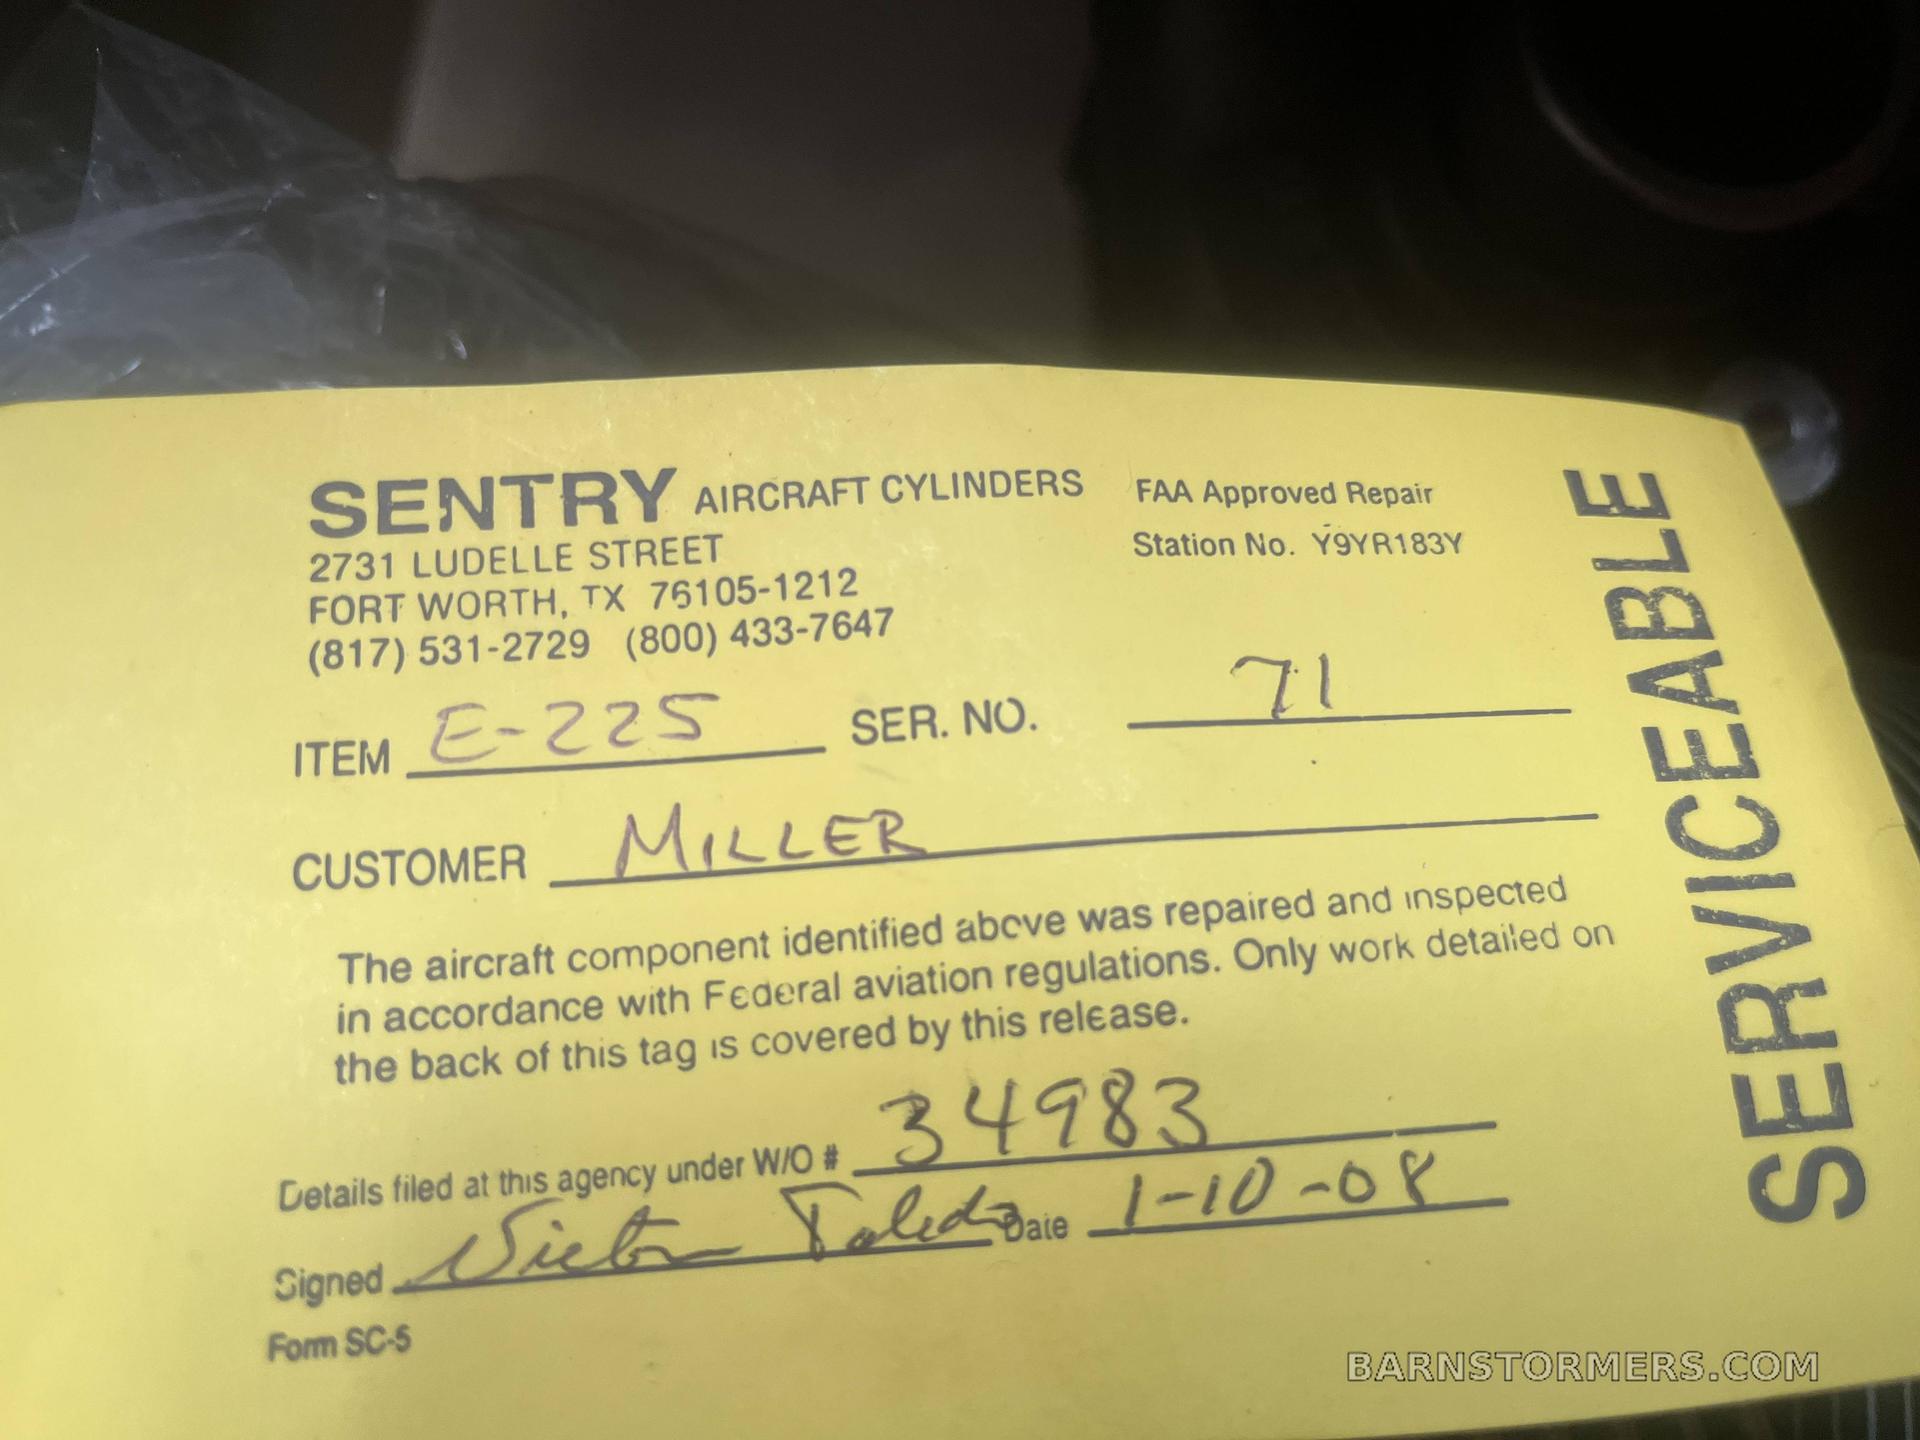 SENTRY AIRCRAFT CYLINDERS
2731 LUDELLE STREET
FORT WORTH, TX 76105-1212
(817) 531-2729 (800) 433-7647
FAA Approved Repair
Station No. Y9YR183Y
SERVICEABLE
ITEM E-225 SER. NO. 71
CUSTOMER MILLER
The aircraft component identified above was repaired and inspected
in accordance with Federal aviation regulations. Only work detailed on
the back of this tag is covered by this release.
Details filed at this agency under W/O # 34983
Signed Victor Toledo Date 1-10-08
Form SC-5
BARNSTORMERS.COM